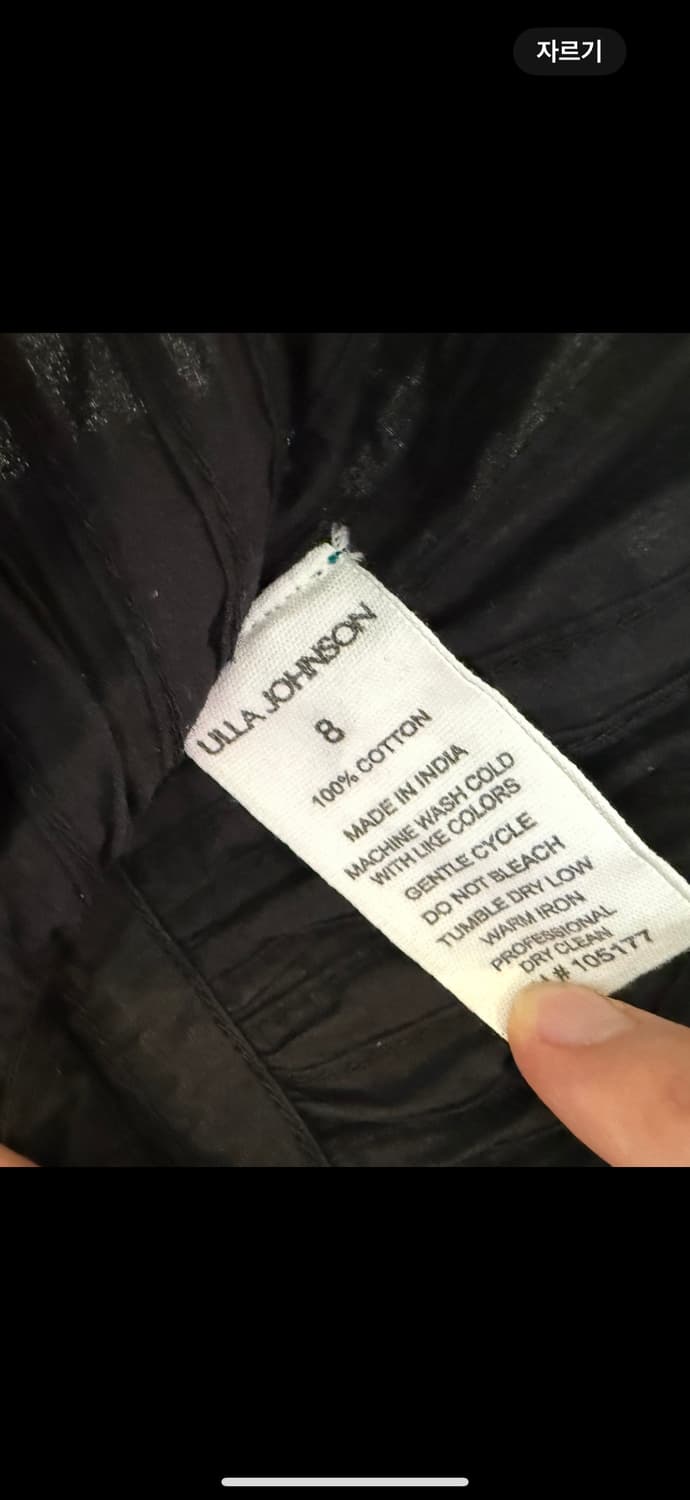 자르기
ULLA JOHNSON
8
100% COTTON
MADE IN INDIA
MACHINE WASH COLD
WITH LIKE COLORS
GENTLE CYCLE
DO NOT BLEACH
TUMBLE DRY LOW
WARM IRON
PROFESSIONAL
DRY CLEAN
# 105177